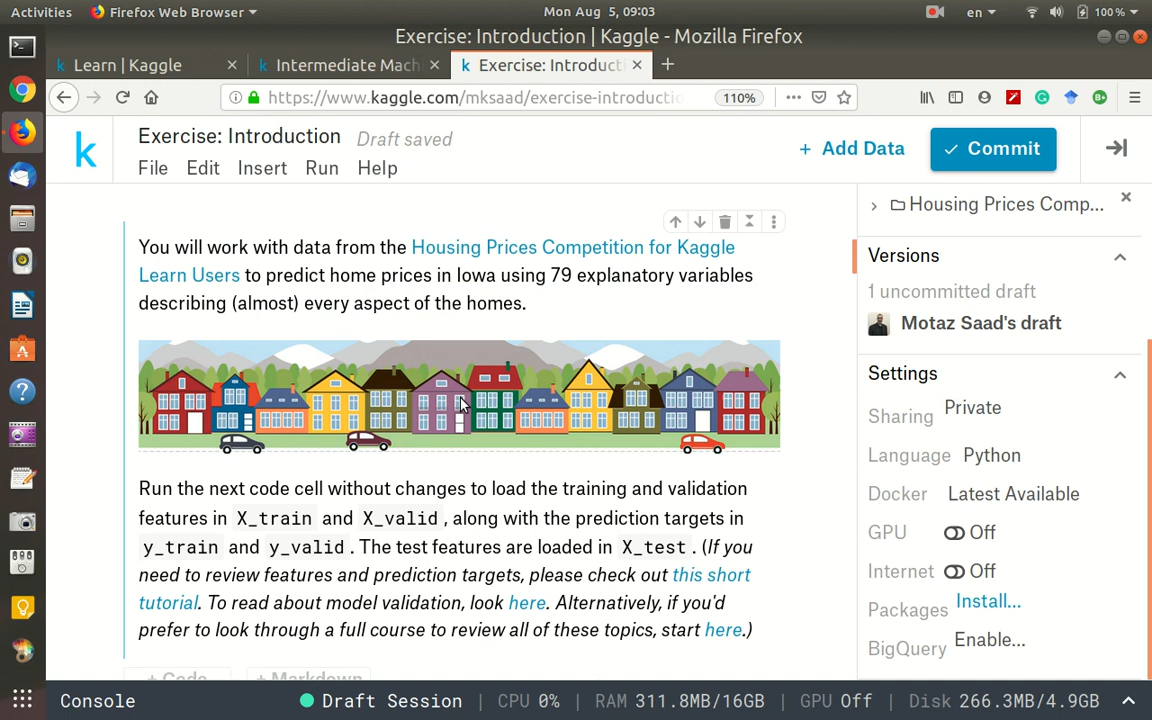 Activities
Firefox Web Browser
Mon Aug 5, 09:03
en
100 %
Exercise: Introduction | Kaggle - Mozilla Firefox
Learn | Kaggle
Intermediate Mach
Exercise: Introducti
https://www.kaggle.com/mksaad/exercise-introductio
110%
Exercise: Introduction
Draft saved
File Edit Insert Run Help
+ Add Data
Commit
You will work with data from the Housing Prices Competition for Kaggle
Learn Users to predict home prices in Iowa using 79 explanatory variables
describing (almost) every aspect of the homes.
Run the next code cell without changes to load the training and validation
features in X_train and X_valid , along with the prediction targets in
y_train and y_valid . The test features are loaded in X_test . (If you
need to review features and prediction targets, please check out this short
tutorial. To read about model validation, look here. Alternatively, if you'd
prefer to look through a full course to review all of these topics, start here.)
+ Code
+ Markdown
Housing Prices Comp...
Versions
1 uncommitted draft
Motaz Saad's draft
Settings
Sharing Private
Language Python
Docker Latest Available
GPU Off
Internet Off
Packages Install...
BigQuery Enable...
Console
Draft Session | CPU 0% | RAM 311.8MB/16GB | GPU Off | Disk 266.3MB/4.9GB